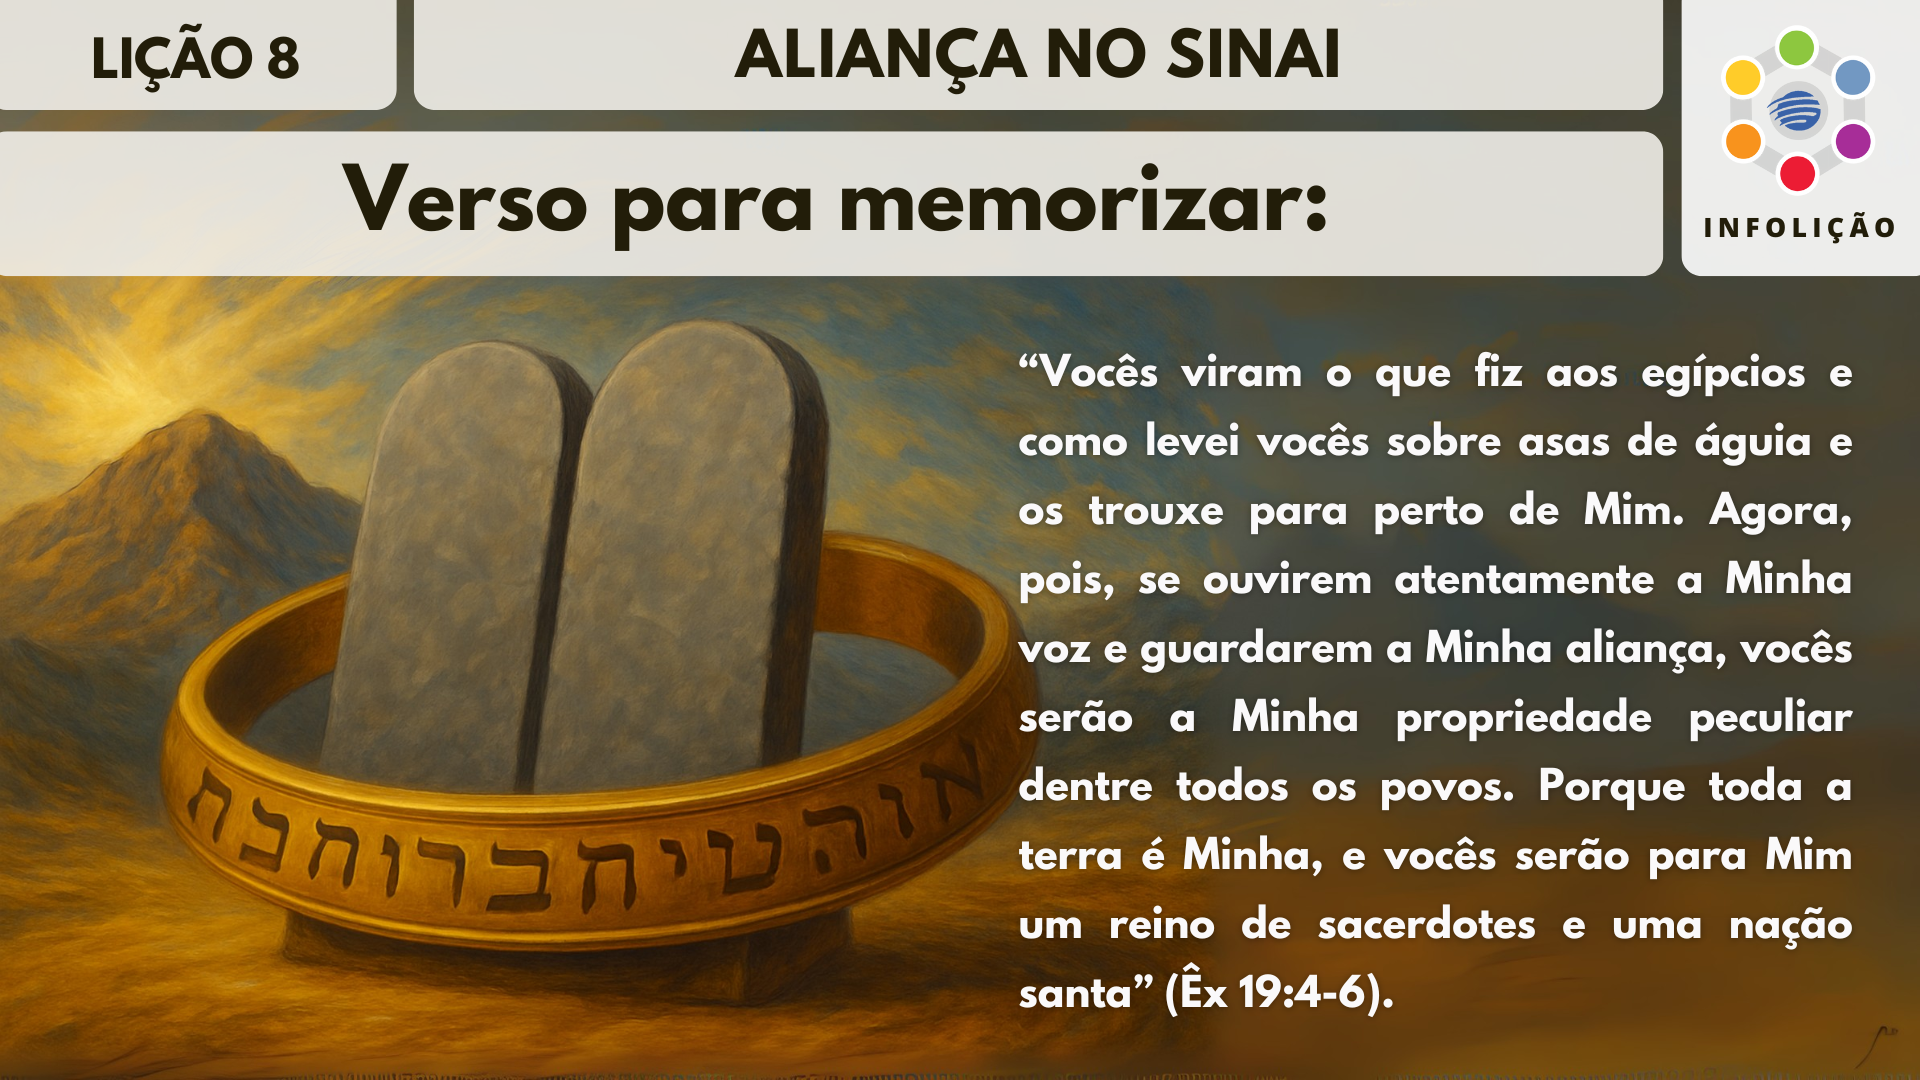 LIÇÃO 8
ALIANÇA NO SINAI
INFOLIÇÃO
Verso para memorizar:
“Vocês viram o que fiz aos egípcios e
como levei vocês sobre asas de águia e
os trouxe para perto de Mim. Agora,
pois, se ouvirem atentamente a Minha
voz e guardarem a Minha aliança, vocês
serão a Minha propriedade peculiar
dentre todos os povos. Porque toda a
terra é Minha, e vocês serão para Mim
um reino de sacerdotes e uma nação
santa” (Êx 19:4-6).